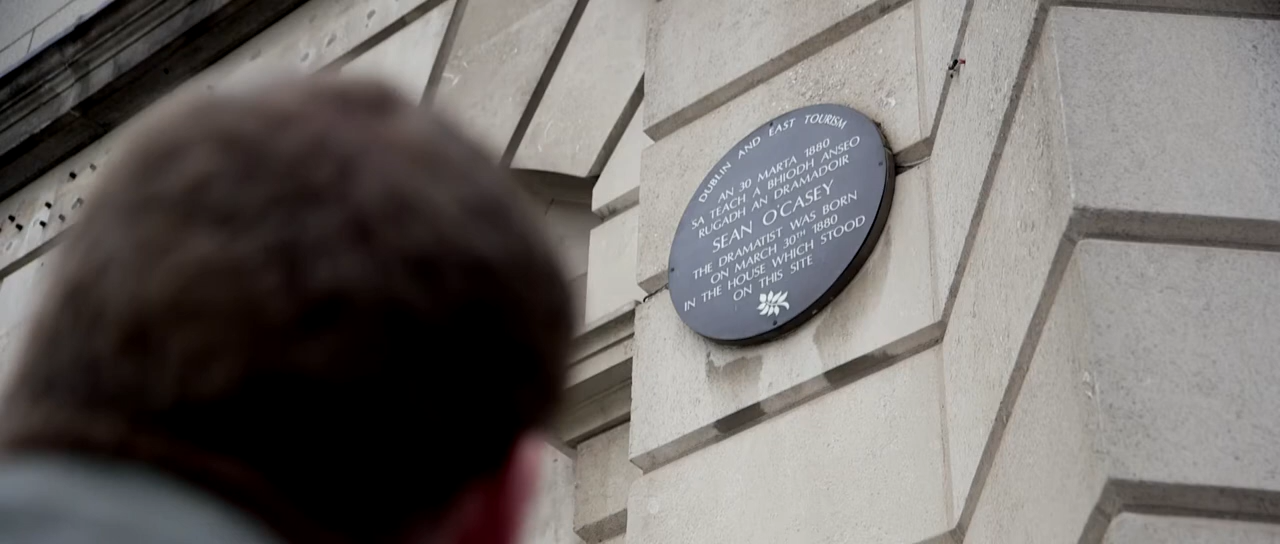 DUBLIN AND EAST TOURISM
AN 30 MARTA 1880
SA TEACH A BHIODH ANSEO
RUGADH AN DRAMADOIR
SEAN O'CASEY
THE DRAMATIST WAS BORN
ON MARCH 30TH 1880
IN THE HOUSE WHICH STOOD
ON THIS SITE